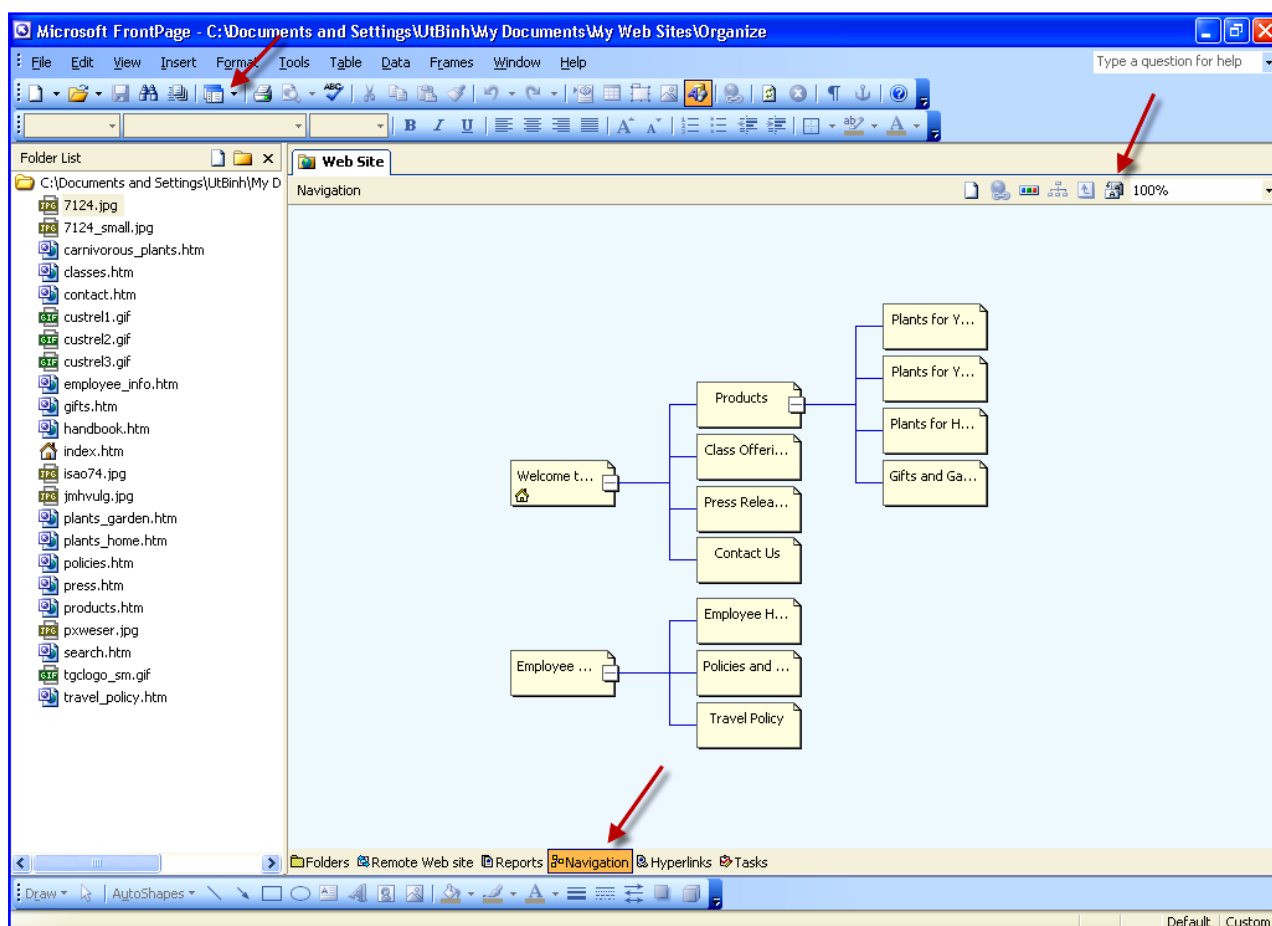 Microsoft FrontPage - C:\Documents and Settings\UtBinh\My Documents\My Web Sites\Organize
File Edit View Insert Format Tools Table Data Frames Window Help Type a question for help
Folder List
Web Site
C:\Documents and Settings\UtBinh\My D
Navigation 100%
7124.jpg
7124_small.jpg
carnivorous_plants.htm
classes.htm
contact.htm
custrel1.gif
custrel2.gif
custrel3.gif
employee_info.htm
gifts.htm
handbook.htm
index.htm
isao74.jpg
jmhvulg.jpg
plants_garden.htm
plants_home.htm
policies.htm
press.htm
products.htm
pxweser.jpg
search.htm
tgclogo_sm.gif
travel_policy.htm
Welcome t...
Products
Class Offeri...
Press Relea...
Contact Us
Plants for Y...
Plants for Y...
Plants for H...
Gifts and Ga...
Employee ...
Employee H...
Policies and ...
Travel Policy
Folders Remote Web site Reports Navigation Hyperlinks Tasks
Draw AutoShapes
Default Custom